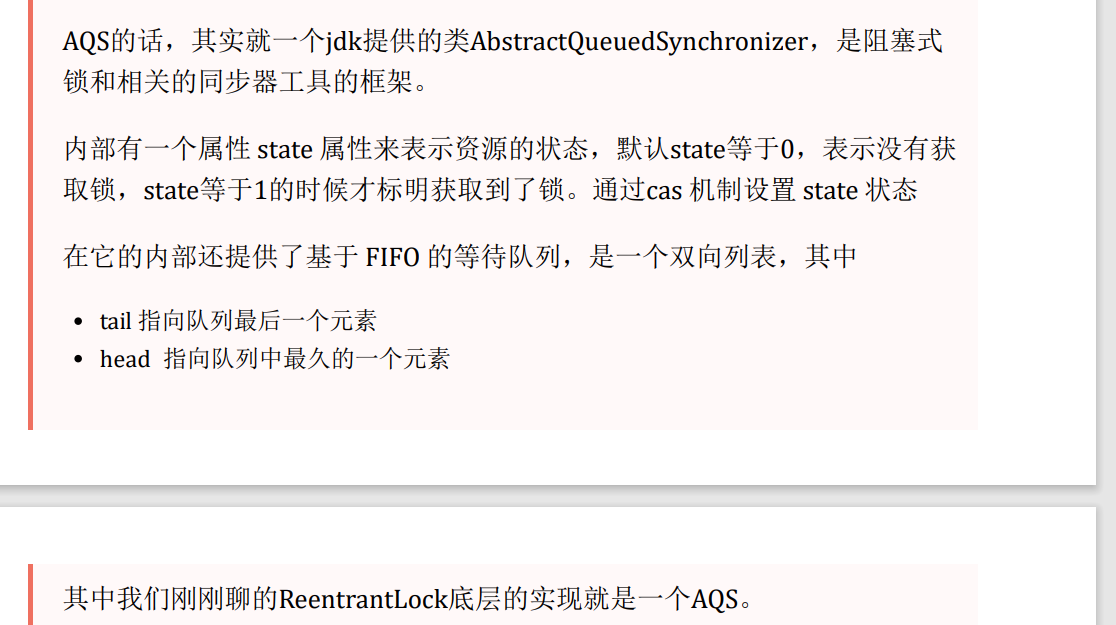 AQS的话，其实就一个jdk提供的类AbstractQueuedSynchronizer，是阻塞式
锁和相关的同步器工具的框架。
内部有一个属性 state 属性来表示资源的状态，默认state等于0，表示没有获
取锁，state等于1的时候才标明获取到了锁。通过cas 机制设置 state 状态
在它的内部还提供了基于 FIFO 的等待队列，是一个双向列表，其中
• tail 指向队列最后一个元素
• head 指向队列中最久的一个元素
其中我们刚刚聊的ReentrantLock底层的实现就是一个AQS。